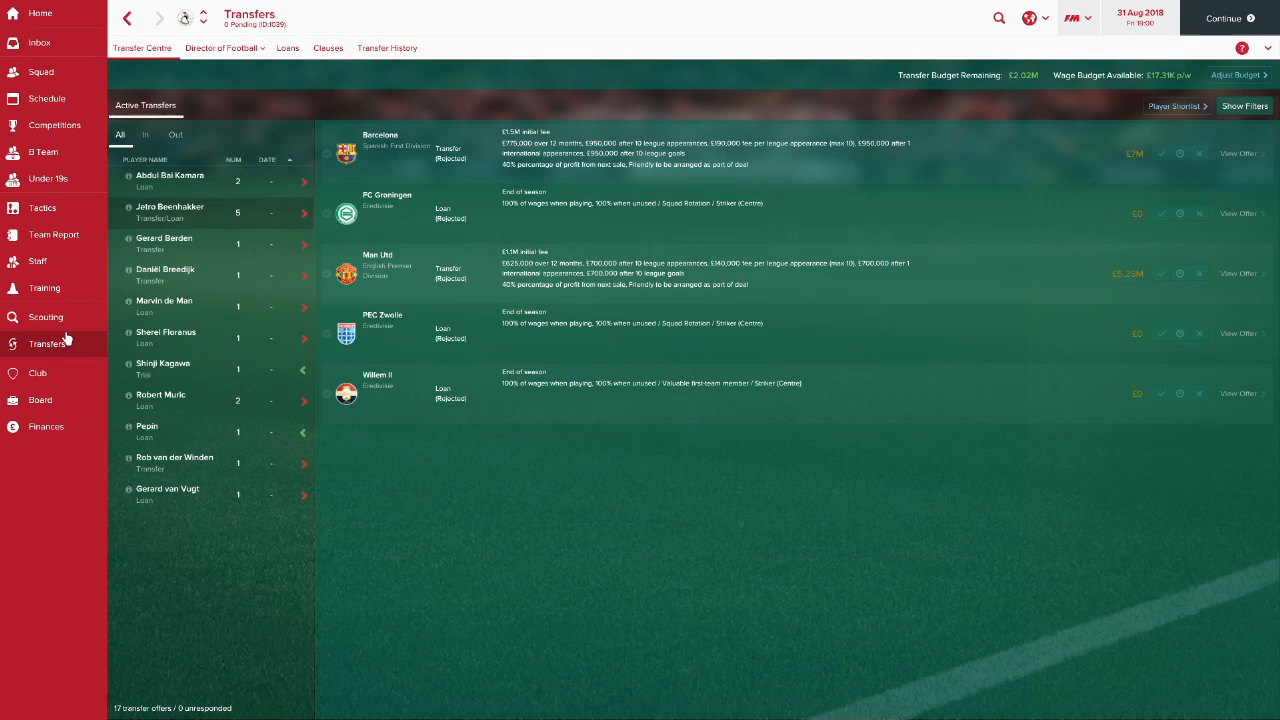 Home
Inbox
Squad
Schedule
Competitions
B Team
Under 19s
Tactics
Team Report
Staff
Training
Scouting
Transfers
Club
Board
Finances
Transfers
0 Pending (ID:1039)
FM
31 Aug 2018
Fri 19:00
Continue
Transfer Centre
Director of Football
Loans
Clauses
Transfer History
?
Transfer Budget Remaining: £2.02M
Wage Budget Available: £17.31K p/w
Adjust Budget
Active Transfers
Player Shortlist
Show Filters
All In Out
PLAYER NAME NUM DATE
Abdul Bai Kamara 2 -
Loan
Jetro Beenhakker 5 -
Transfer/Loan
Gerard Berden 1 -
Transfer
Daniël Breedijk 1 -
Transfer
Marvin de Man 1 -
Loan
Sherel Floranus 1 -
Loan
Shinji Kagawa 1 -
Trial
Robert Muric 2 -
Loan
Pepín 1 -
Loan
Rob van der Winden 1 -
Transfer
Gerard van Vugt 1 -
Loan
17 transfer offers / 0 unresponded
Barcelona
Spanish First Division
Transfer
(Rejected)
£1.5M initial fee
£775,000 over 12 months, £950,000 after 10 league appearances, £190,000 fee per league appearance (max 10), £950,000 after 1
international appearances, £950,000 after 10 league goals
40% percentage of profit from next sale, Friendly to be arranged as part of deal
£7M
View Offer
FC Groningen
Eredivisie
Loan
(Rejected)
End of season
100% of wages when playing, 100% when unused / Squad Rotation / Striker (Centre)
£0
View Offer
Man Utd
English Premier
Division
Transfer
(Rejected)
£1.1M initial fee
£625,000 over 12 months, £700,000 after 10 league appearances, £140,000 fee per league appearance (max 10), £700,000 after 1
international appearances, £700,000 after 10 league goals
40% percentage of profit from next sale, Friendly to be arranged as part of deal
£5.25M
View Offer
PEC Zwolle
Eredivisie
Loan
(Rejected)
End of season
100% of wages when playing, 100% when unused / Squad Rotation / Striker (Centre)
£0
View Offer
Willem II
Eredivisie
Loan
(Rejected)
End of season
100% of wages when playing, 100% when unused / Valuable first-team member / Striker (Centre)
£0
View Offer